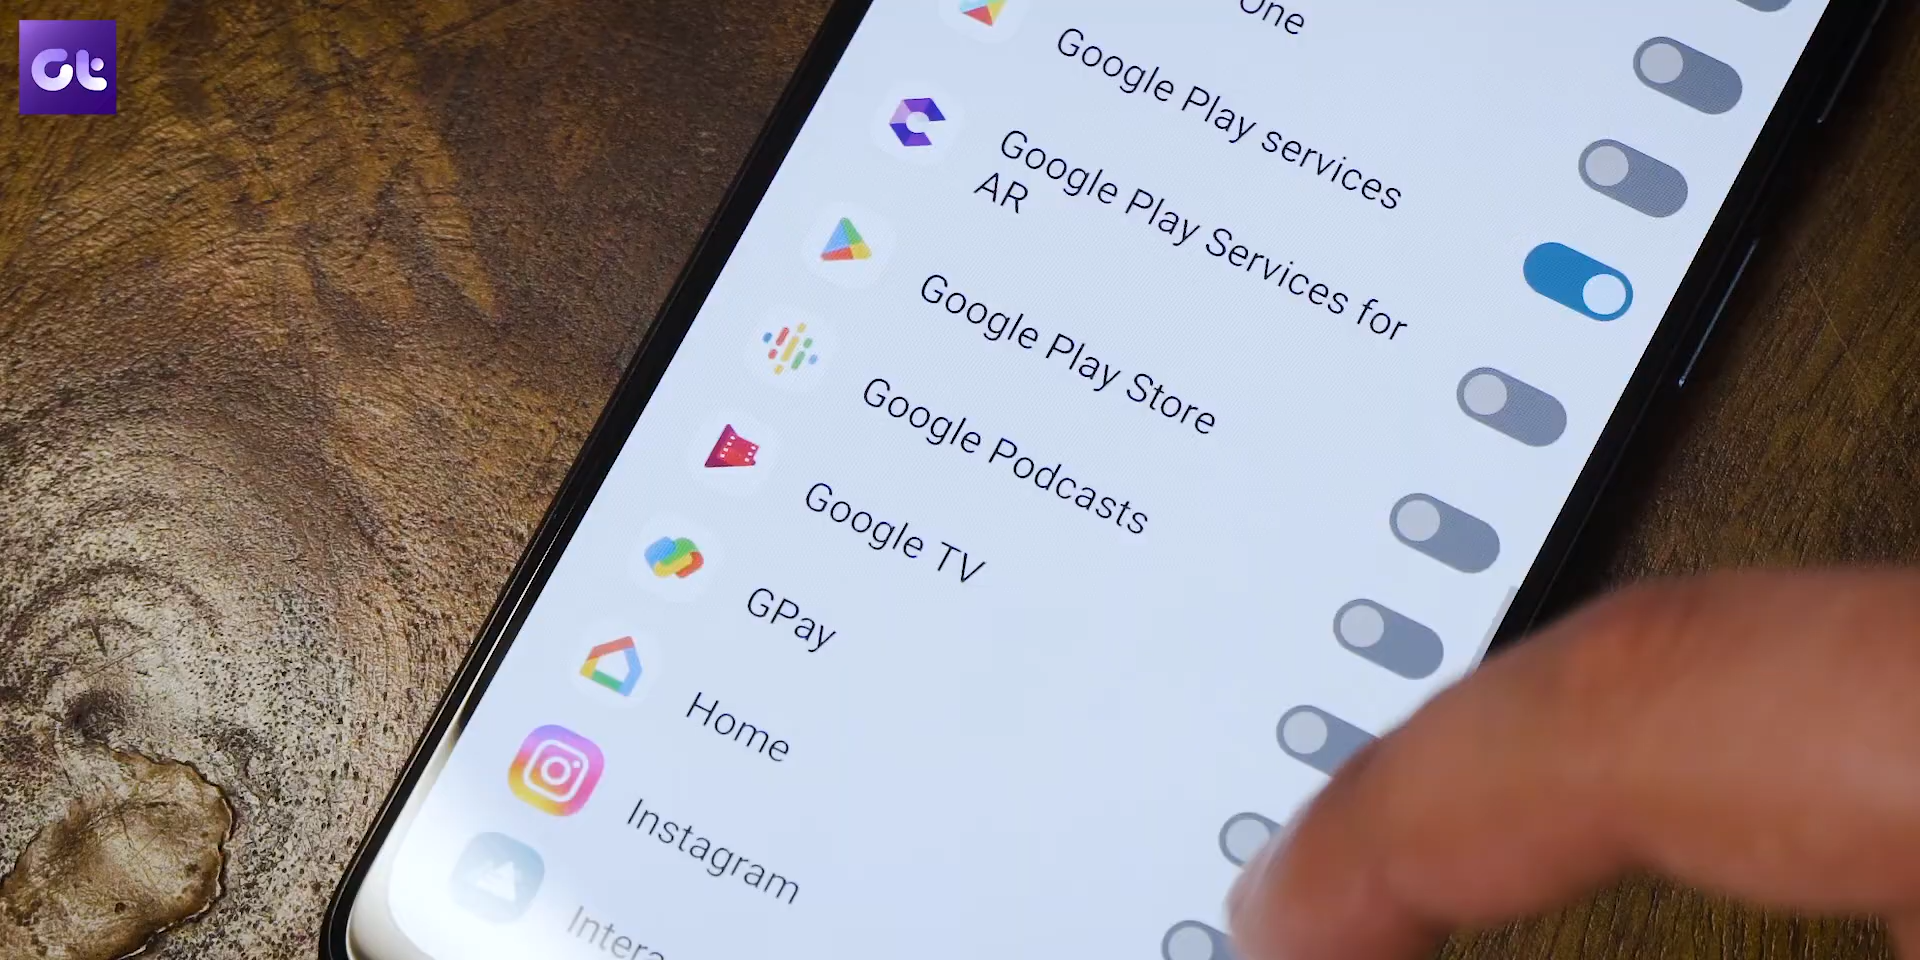 One
Google Play services
Google Play Services for
AR
Google Play Store
Google Podcasts
Google TV
GPay
Home
Instagram